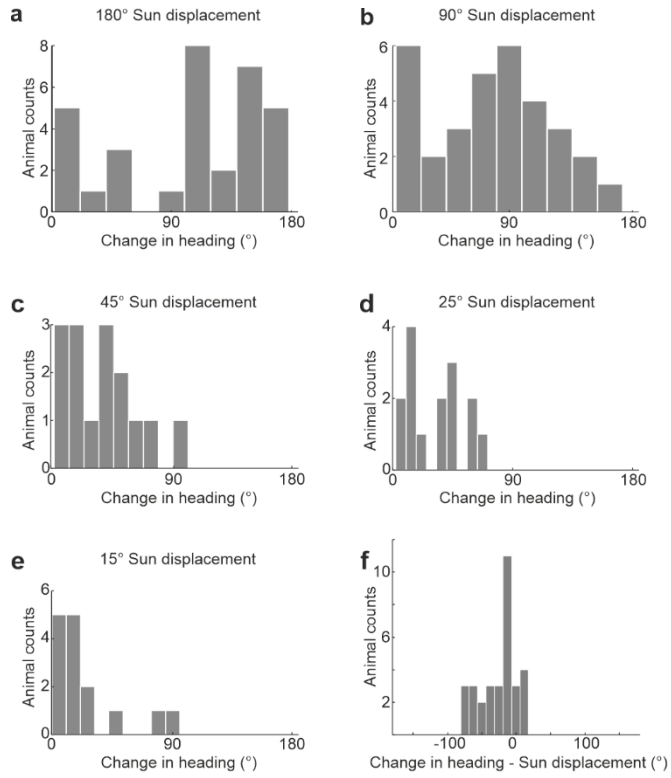 a
180° Sun displacement
8
6
4
2
0
Animal counts
0
90
180
Change in heading (°)
b
90° Sun displacement
6
4
2
0
Animal counts
0
90
180
Change in heading (°)
c
45° Sun displacement
3
2
1
0
Animal counts
0
90
180
Change in heading (°)
d
25° Sun displacement
4
2
0
Animal counts
0
90
180
Change in heading (°)
e
15° Sun displacement
6
4
2
0
Animal counts
0
90
180
Change in heading (°)
f
10
6
2
Animal counts
-100
0
100
Change in heading - Sun displacement (°)